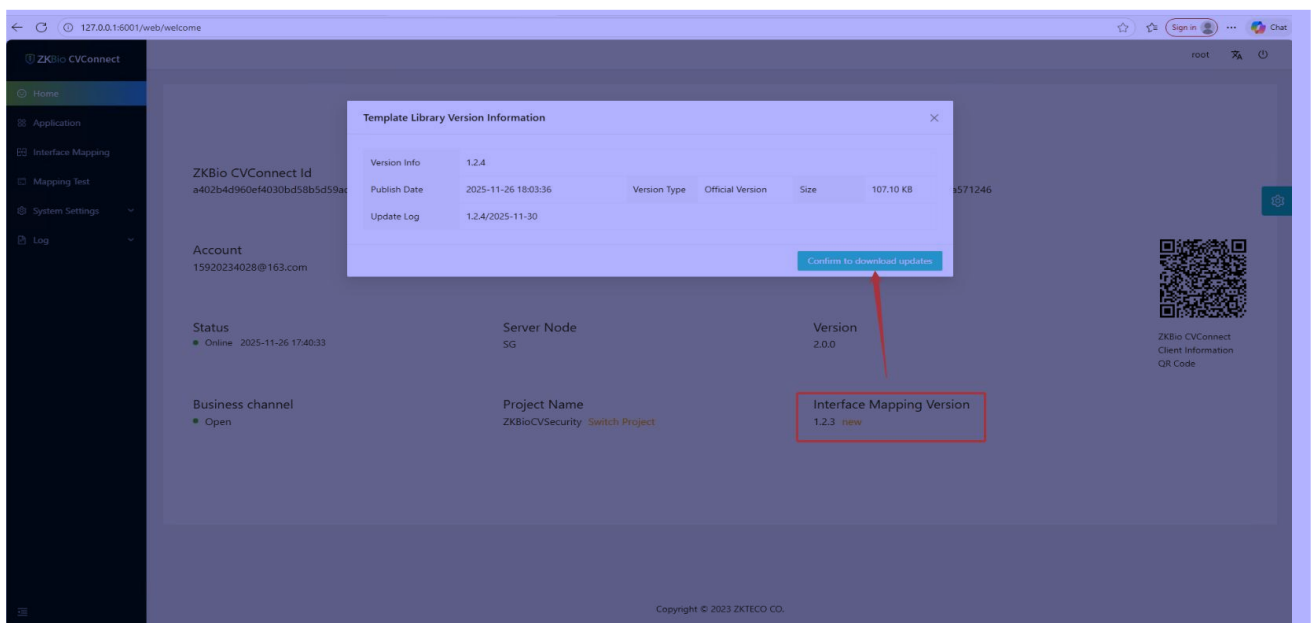 127.0.0.1:6001/web/welcome
Sign in
Chat
ZKBio CVConnect
root
Home
Application
Interface Mapping
Mapping Test
System Settings
Log
Template Library Version Information
Version Info 1.2.4
Publish Date 2025-11-26 18:03:36 Version Type Official Version Size 107.10 KB
Update Log 1.2.4/2025-11-30
Confirm to download updates
ZKBio CVConnect Id
a571246
Account
15920234028@163.com
Status
Online 2025-11-26 17:40:33
Server Node
SG
Version
2.0.0
ZKBio CVConnect
Client Information
QR Code
Business channel
Open
Project Name
ZKBioCVSecurity Switch Project
Interface Mapping Version
1.2.3 new
Copyright © 2023 ZKTECO CO.